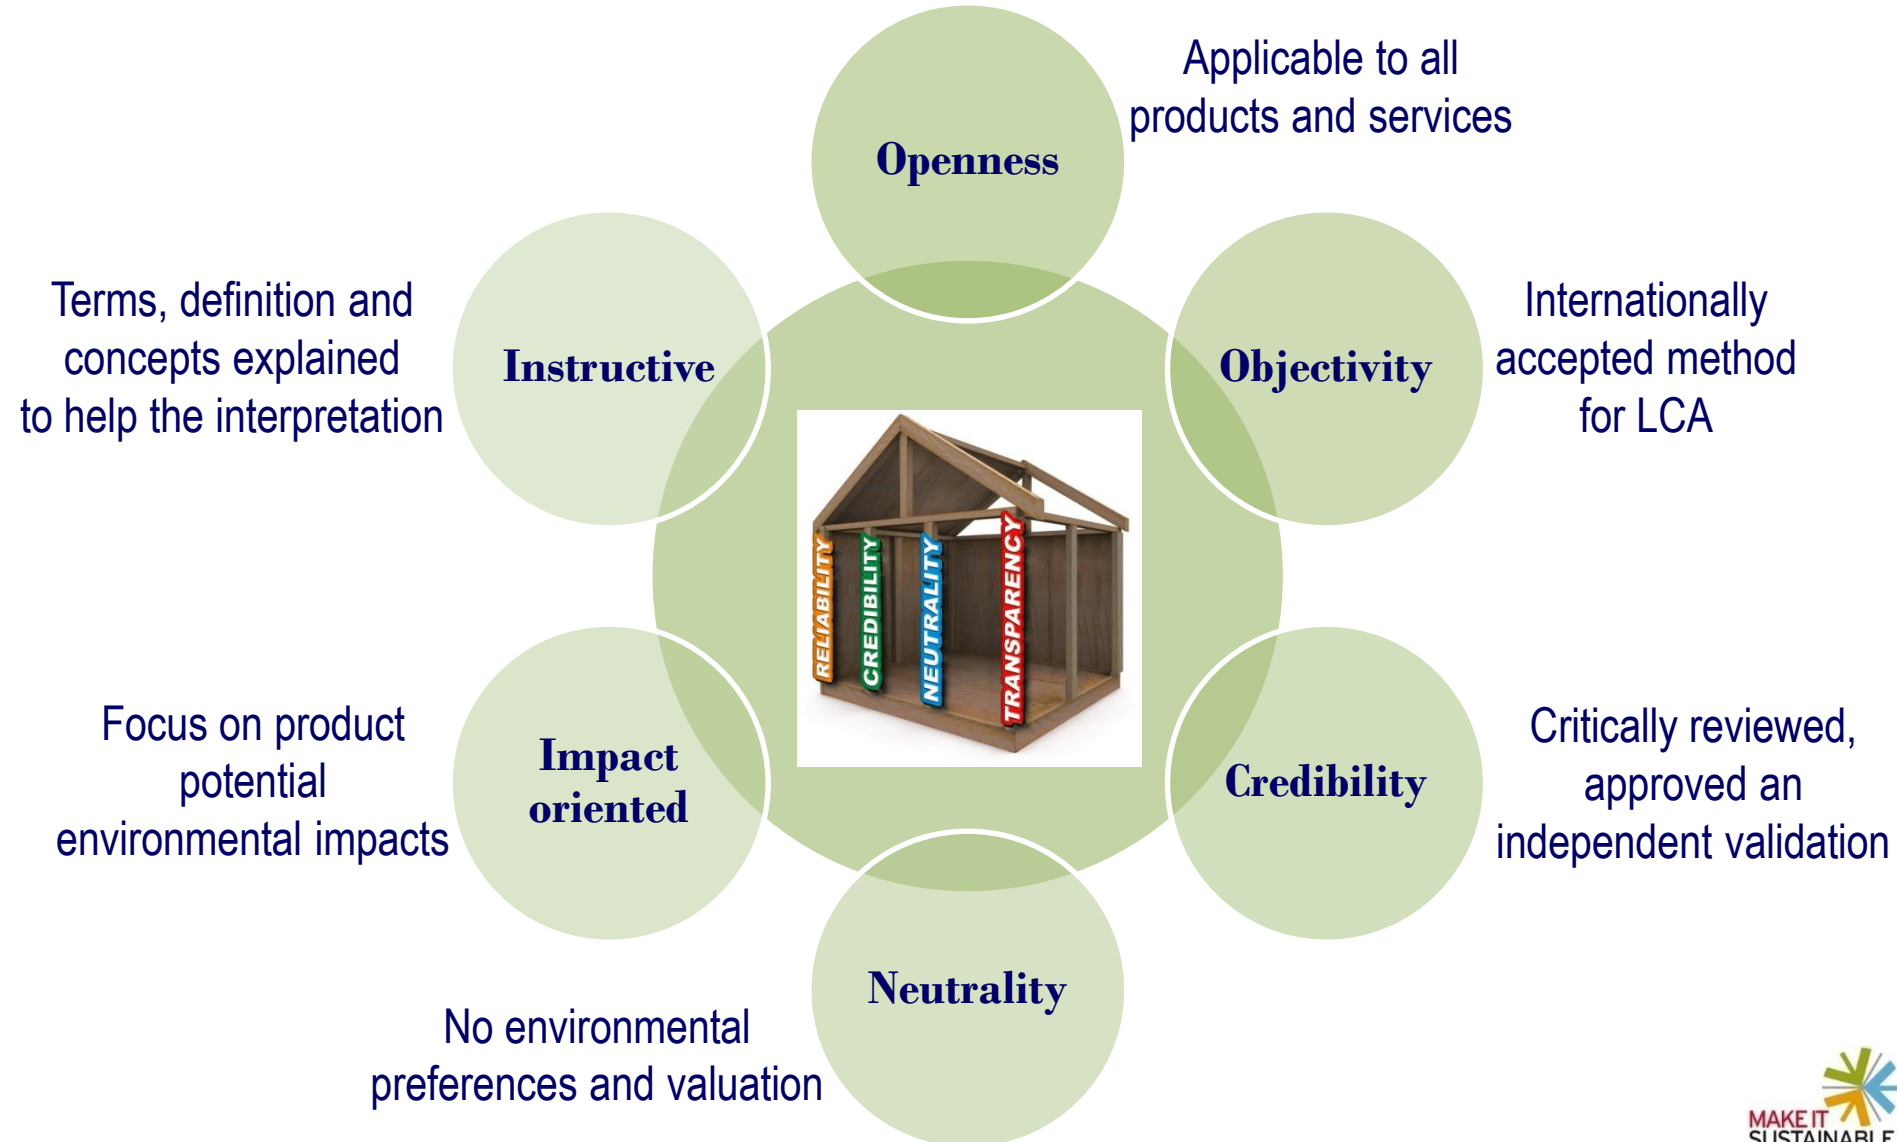 Openness
Applicable to all
products and services
Objectivity
Internationally
accepted method
for LCA
Credibility
Critically reviewed,
approved an
independent validation
Neutrality
No environmental
preferences and valuation
Impact
oriented
Focus on product
potential
environmental impacts
Instructive
Terms, definition and
concepts explained
to help the interpretation
RELIABILITY
CREDIBILITY
NEUTRALITY
TRANSPARENCY
MAKE IT
SUSTAINABLE